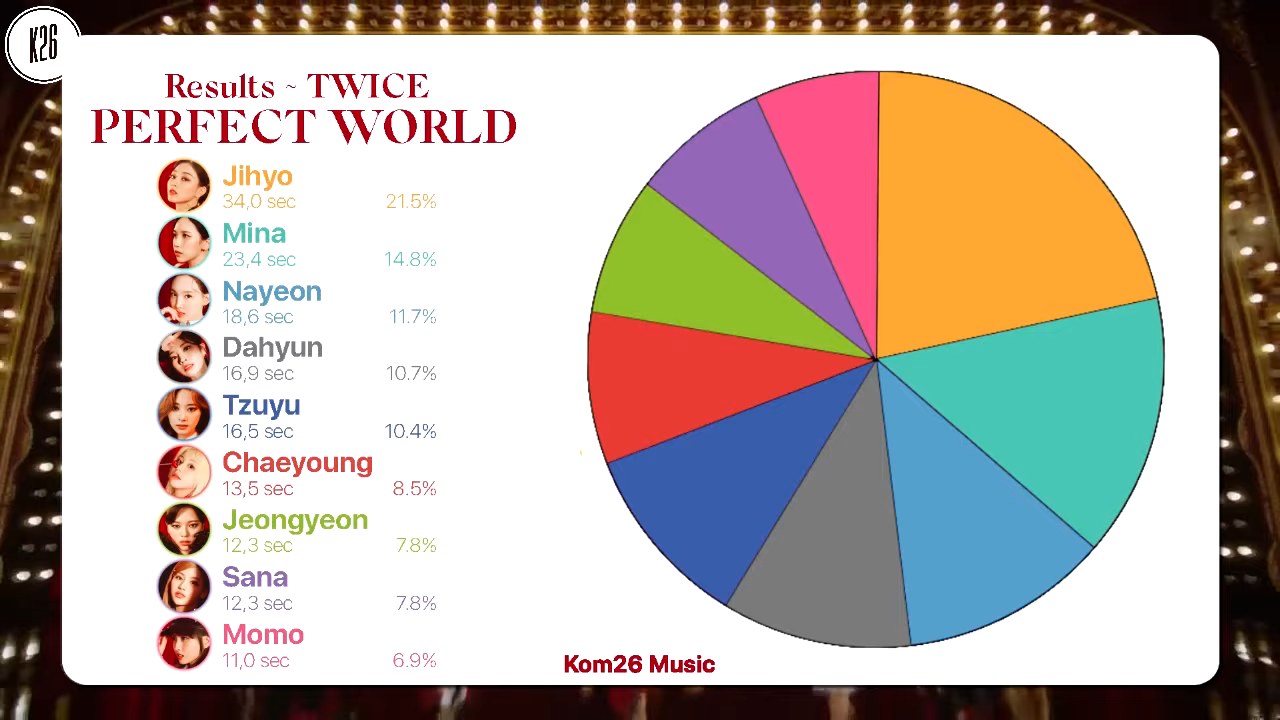 K26
Results ~ TWICE
PERFECT WORLD
Jihyo
34,0 sec 21.5%
Mina
23,4 sec 14.8%
Nayeon
18,6 sec 11.7%
Dahyun
16,9 sec 10.7%
Tzuyu
16,5 sec 10.4%
Chaeyoung
13,5 sec 8.5%
Jeongyeon
12,3 sec 7.8%
Sana
12,3 sec 7.8%
Momo
11,0 sec 6.9%
Kom26 Music